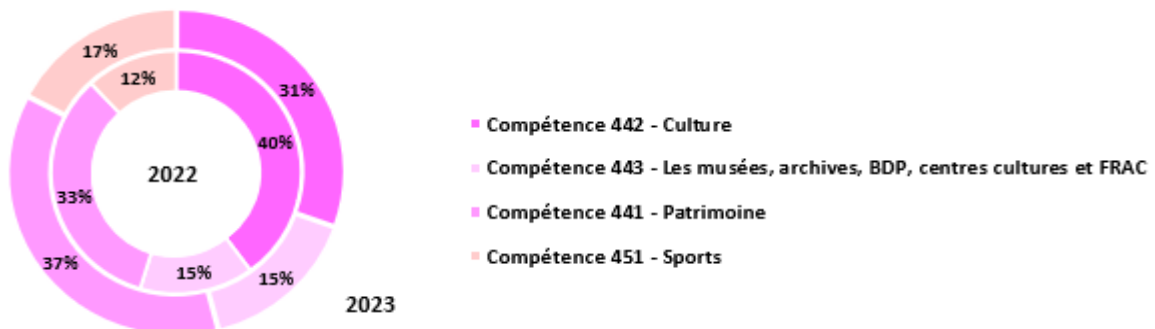 17%
12%
31%
40%
2022
33%
37%
15%
15%
2023
Compétence 442 - Culture
Compétence 443 - Les musées, archives, BDP, centres cultures et FRAC
Compétence 441 - Patrimoine
Compétence 451 - Sports